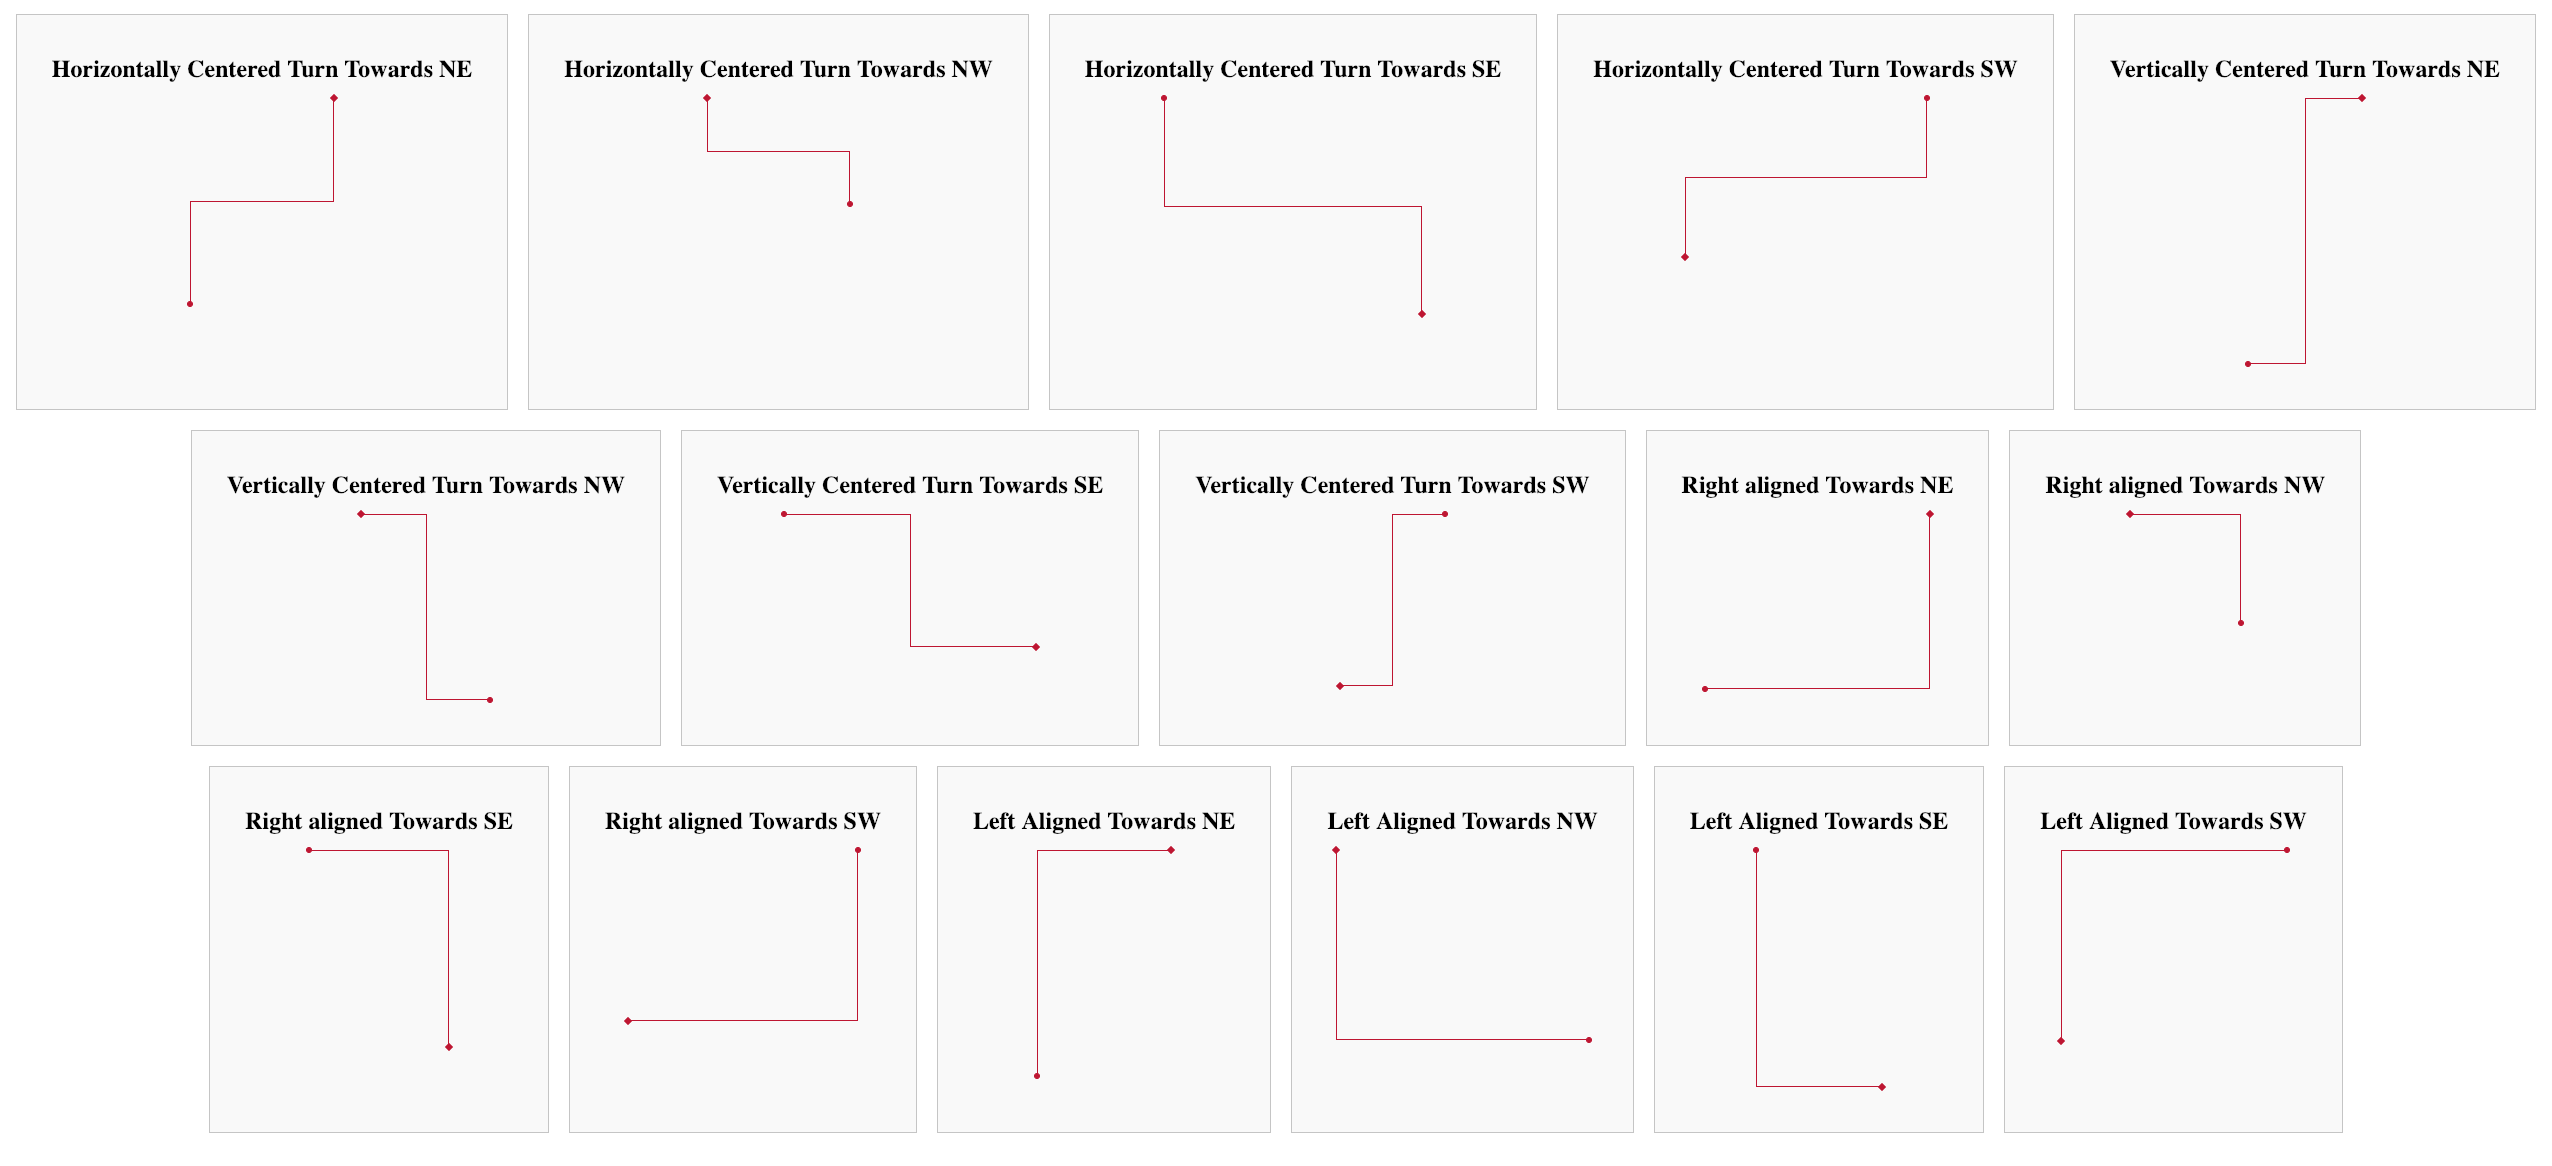 Horizontally Centered Turn Towards NE
Horizontally Centered Turn Towards NW
Horizontally Centered Turn Towards SE
Horizontally Centered Turn Towards SW
Vertically Centered Turn Towards NE
Vertically Centered Turn Towards NW
Vertically Centered Turn Towards SE
Vertically Centered Turn Towards SW
Right aligned Towards NE
Right aligned Towards NW
Right aligned Towards SE
Right aligned Towards SW
Left Aligned Towards NE
Left Aligned Towards NW
Left Aligned Towards SE
Left Aligned Towards SW